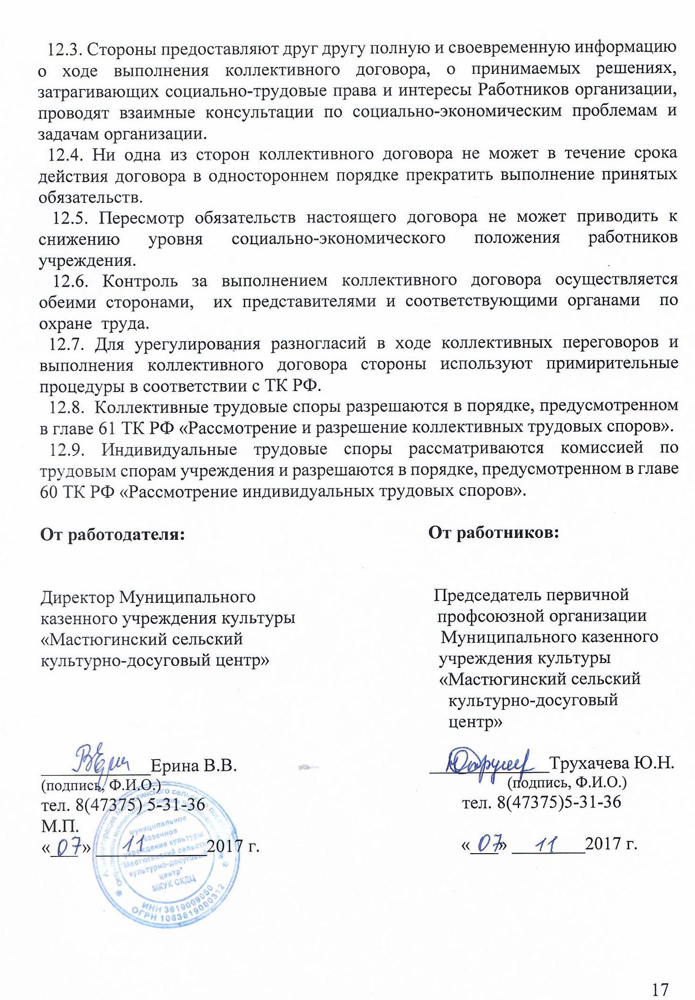 12.3. Стороны предоставляют друг другу полную и своевременную информацию
о ходе выполнения коллективного договора, о принимаемых решениях,
затрагивающих социально-трудовые права и интересы Работников организации,
проводят взаимные консультации по социально-экономическим проблемам и
задачам организации.
12.4. Ни одна из сторон коллективного договора не может в течение срока
действия договора в одностороннем порядке прекратить выполнение принятых
обязательств.
12.5. Пересмотр обязательств настоящего договора не может приводить к
снижению уровня социально-экономического положения работников
учреждения.
12.6. Контроль за выполнением коллективного договора осуществляется
обеими сторонами, их представителями и соответствующими органами по
охране труда.
12.7. Для урегулирования разногласий в ходе коллективных переговоров и
выполнения коллективного договора стороны используют примирительные
процедуры в соответствии с ТК РФ.
12.8. Коллективные трудовые споры разрешаются в порядке, предусмотренном
в главе 61 ТК РФ «Рассмотрение и разрешение коллективных трудовых споров».
12.9. Индивидуальные трудовые споры рассматриваются комиссией по
трудовым спорам учреждения и разрешаются в порядке, предусмотренном в главе
60 ТК РФ «Рассмотрение индивидуальных трудовых споров».
От работодателя:
Директор Муниципального
казенного учреждения культуры
«Мастюгинский сельский
культурно-досуговый центр»
Ерина В.В.
(подпись, Ф.И.О.)
тел. 8(47375) 5-31-36
М.П.
«07» 11 2017 г.
муниципальное
казенное
учреждение культуры
"Мастюгинский сельский
культурно-досуговый
центр"
МКУК СКДЦ
ИНН 3619009050
ОГРН 1063619000312
От работников:
Председатель первичной
профсоюзной организации
Муниципального казенного
учреждения культуры
«Мастюгинский сельский
культурно-досуговый
центр»
Трухачева Ю.Н.
(подпись, Ф.И.О.)
тел. 8(47375)5-31-36
«07» 11 2017 г.
17